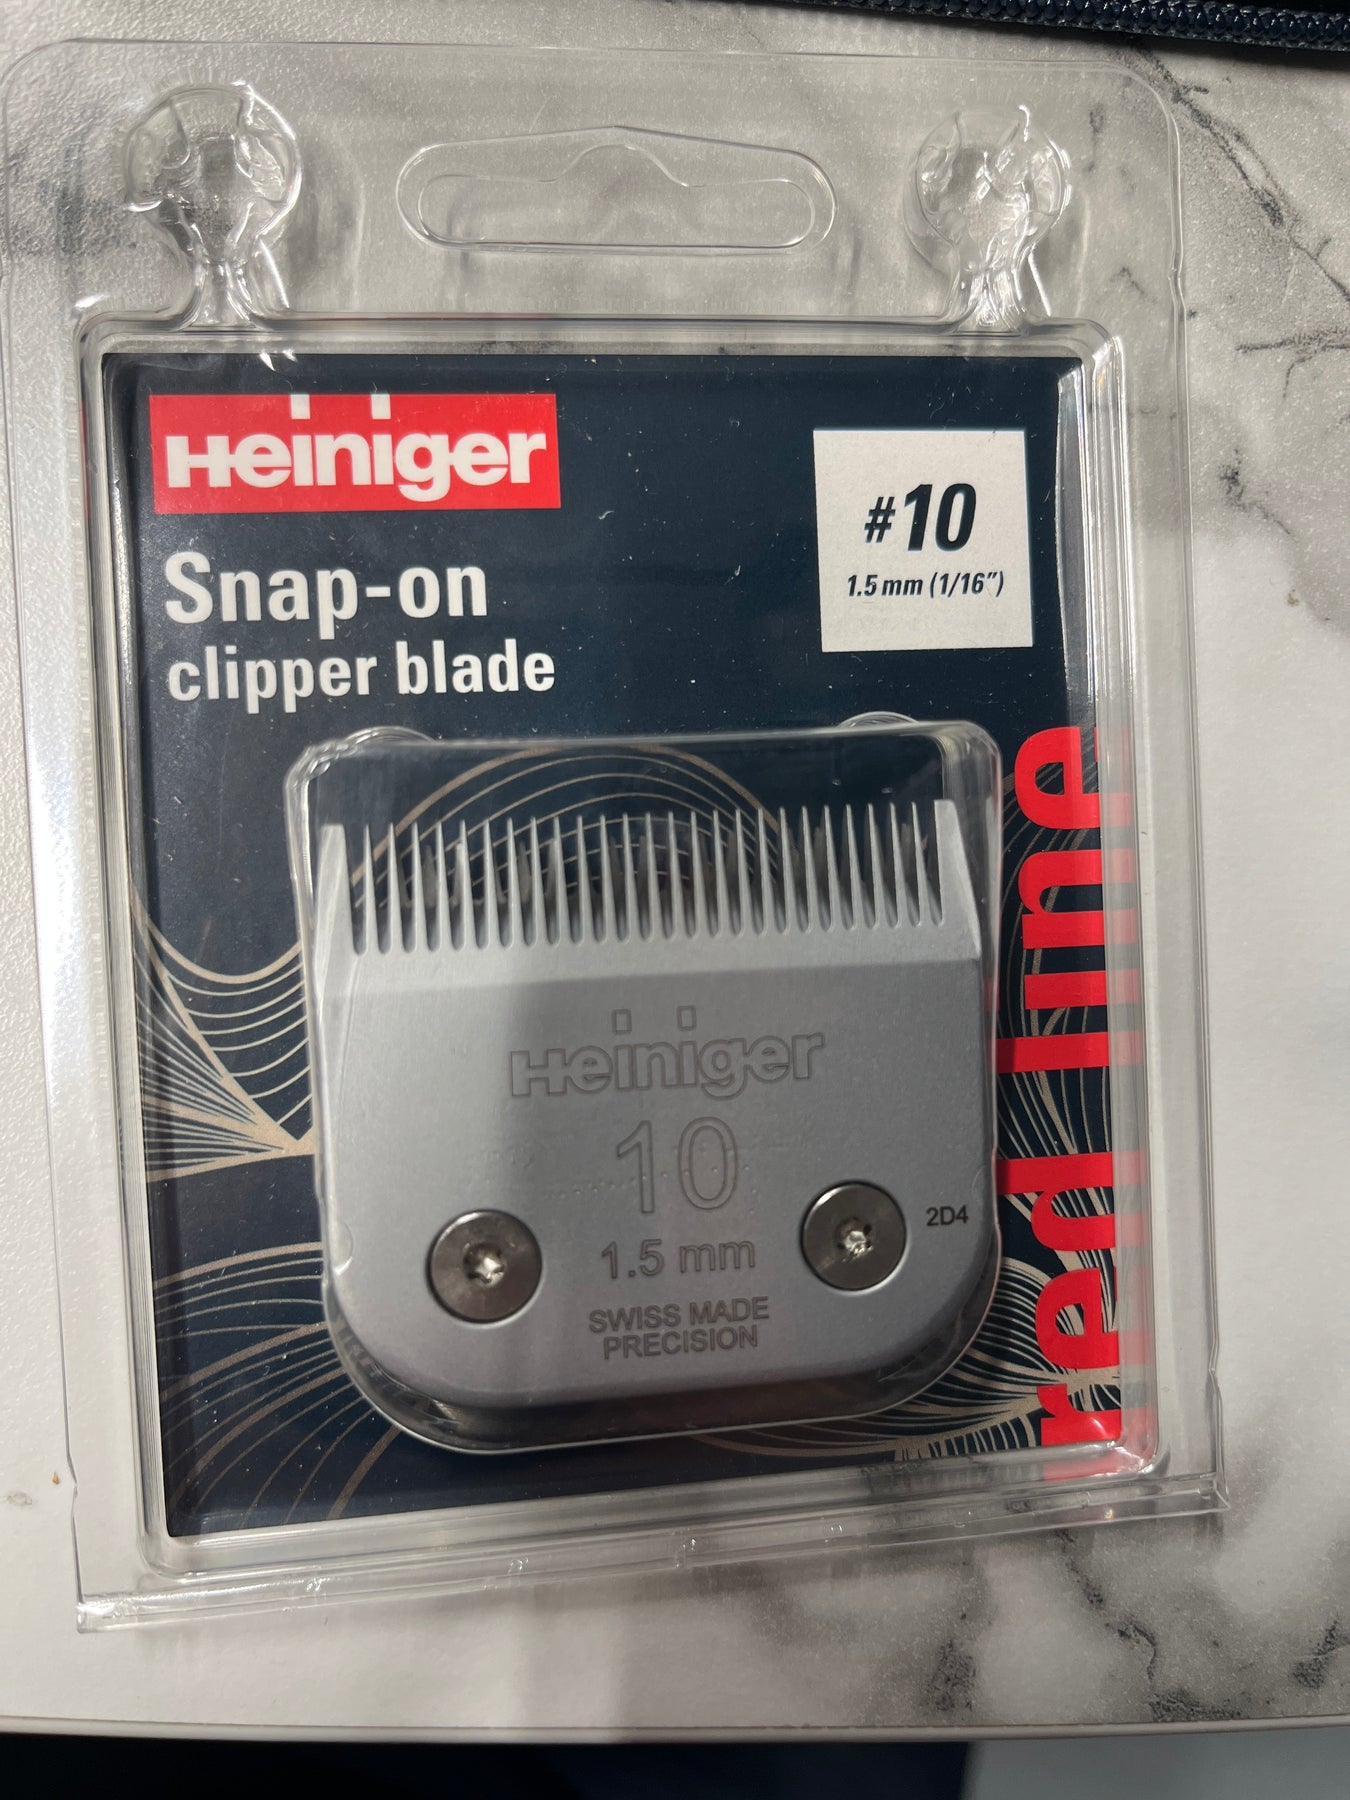 Heiniger
Snap-on
clipper blade
#10
1.5 mm (1/16")
red line
Heiniger
10
1.5 mm
2D4
SWISS MADE
PRECISION